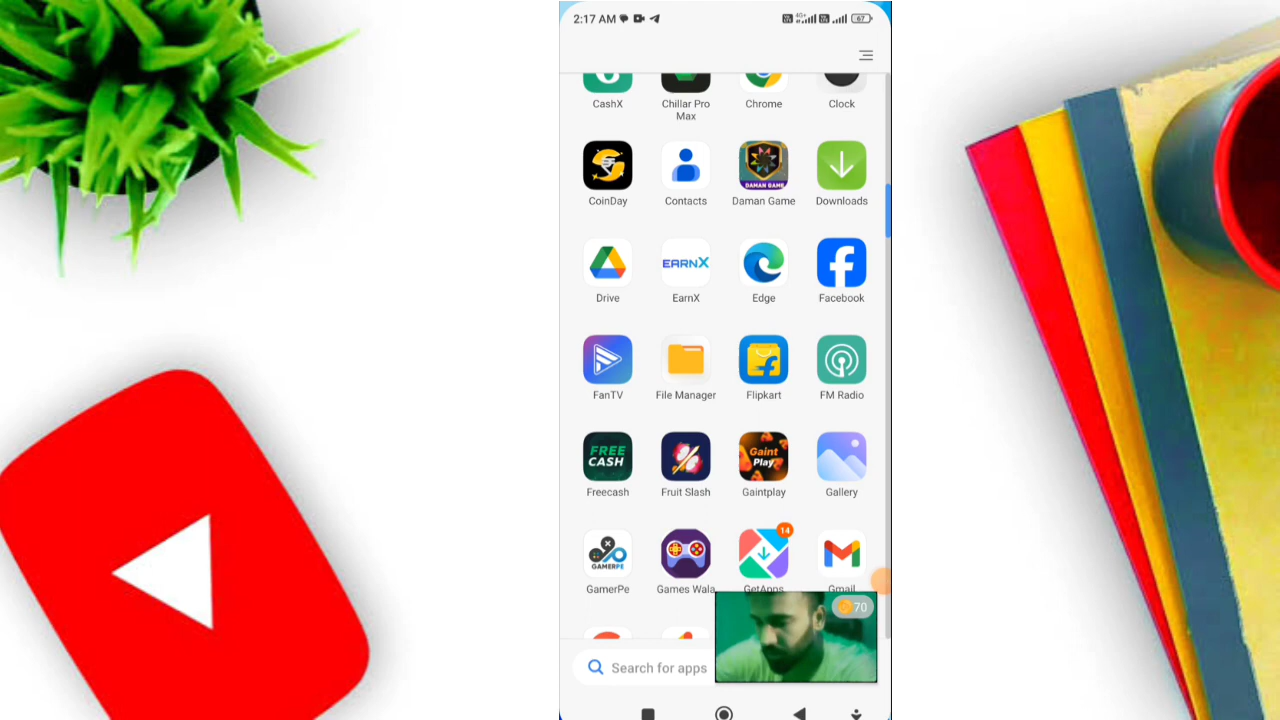 2:17 AM
4G+
67
CashX
Chillar Pro
Max
Chrome
Clock
CoinDay
Contacts
DAMAN GAME
Daman Game
Downloads
Drive
EARNX
EarnX
Edge
Facebook
FanTV
File Manager
Flipkart
FM Radio
FREE
CASH
Freecash
Fruit Slash
Gaint
Play
Gaintplay
Gallery
14
GAMERPE
GamerPe
Games Wala
GetApps
Gmail
70
Search for apps